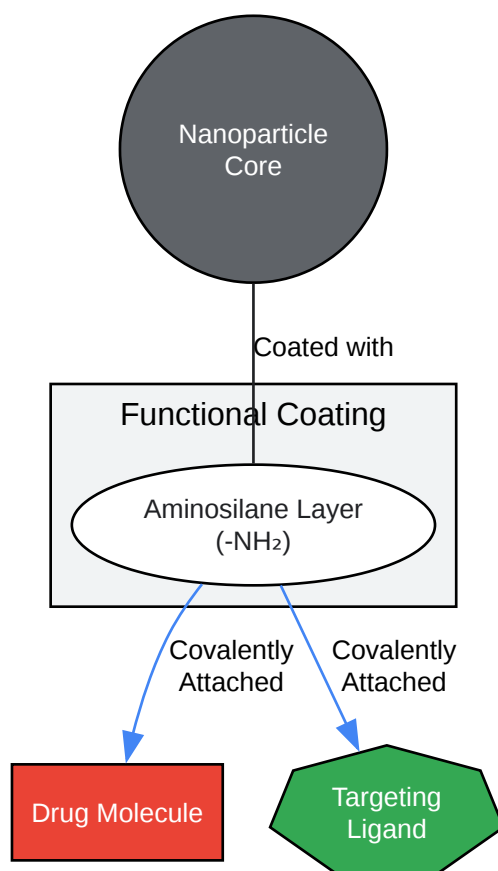 Nanoparticle
Core
Coated with
Functional Coating
Aminosilane Layer
(-NH₂)
Covalently
Attached
Covalently
Attached
Drug Molecule
Targeting
Ligand